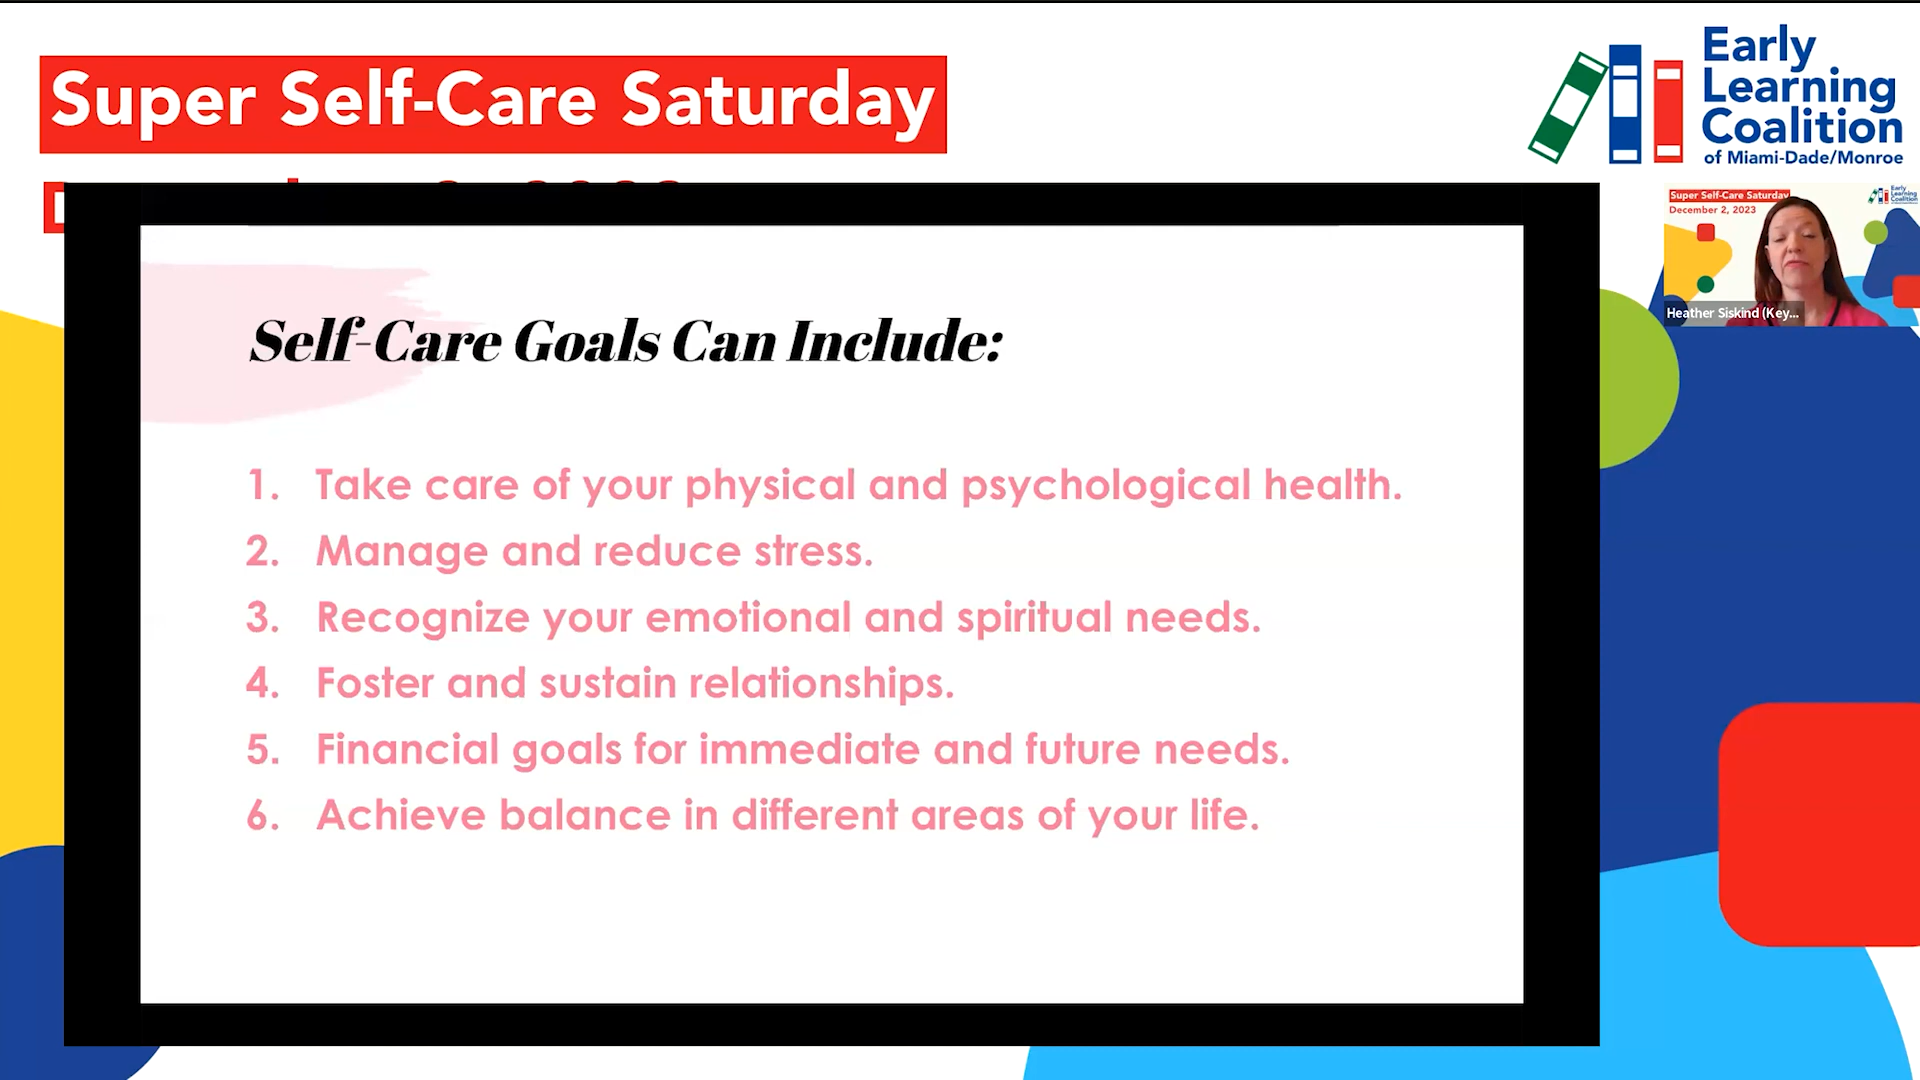 Super Self-Care Saturday
Early
Learning
Coalition
of Miami-Dade/Monroe
Super Self-Care Saturday
December 2, 2023
Early
Learning
Coalition
Heather Siskind (Key...
Self-Care Goals Can Include:
1. Take care of your physical and psychological health.
2. Manage and reduce stress.
3. Recognize your emotional and spiritual needs.
4. Foster and sustain relationships.
5. Financial goals for immediate and future needs.
6. Achieve balance in different areas of your life.